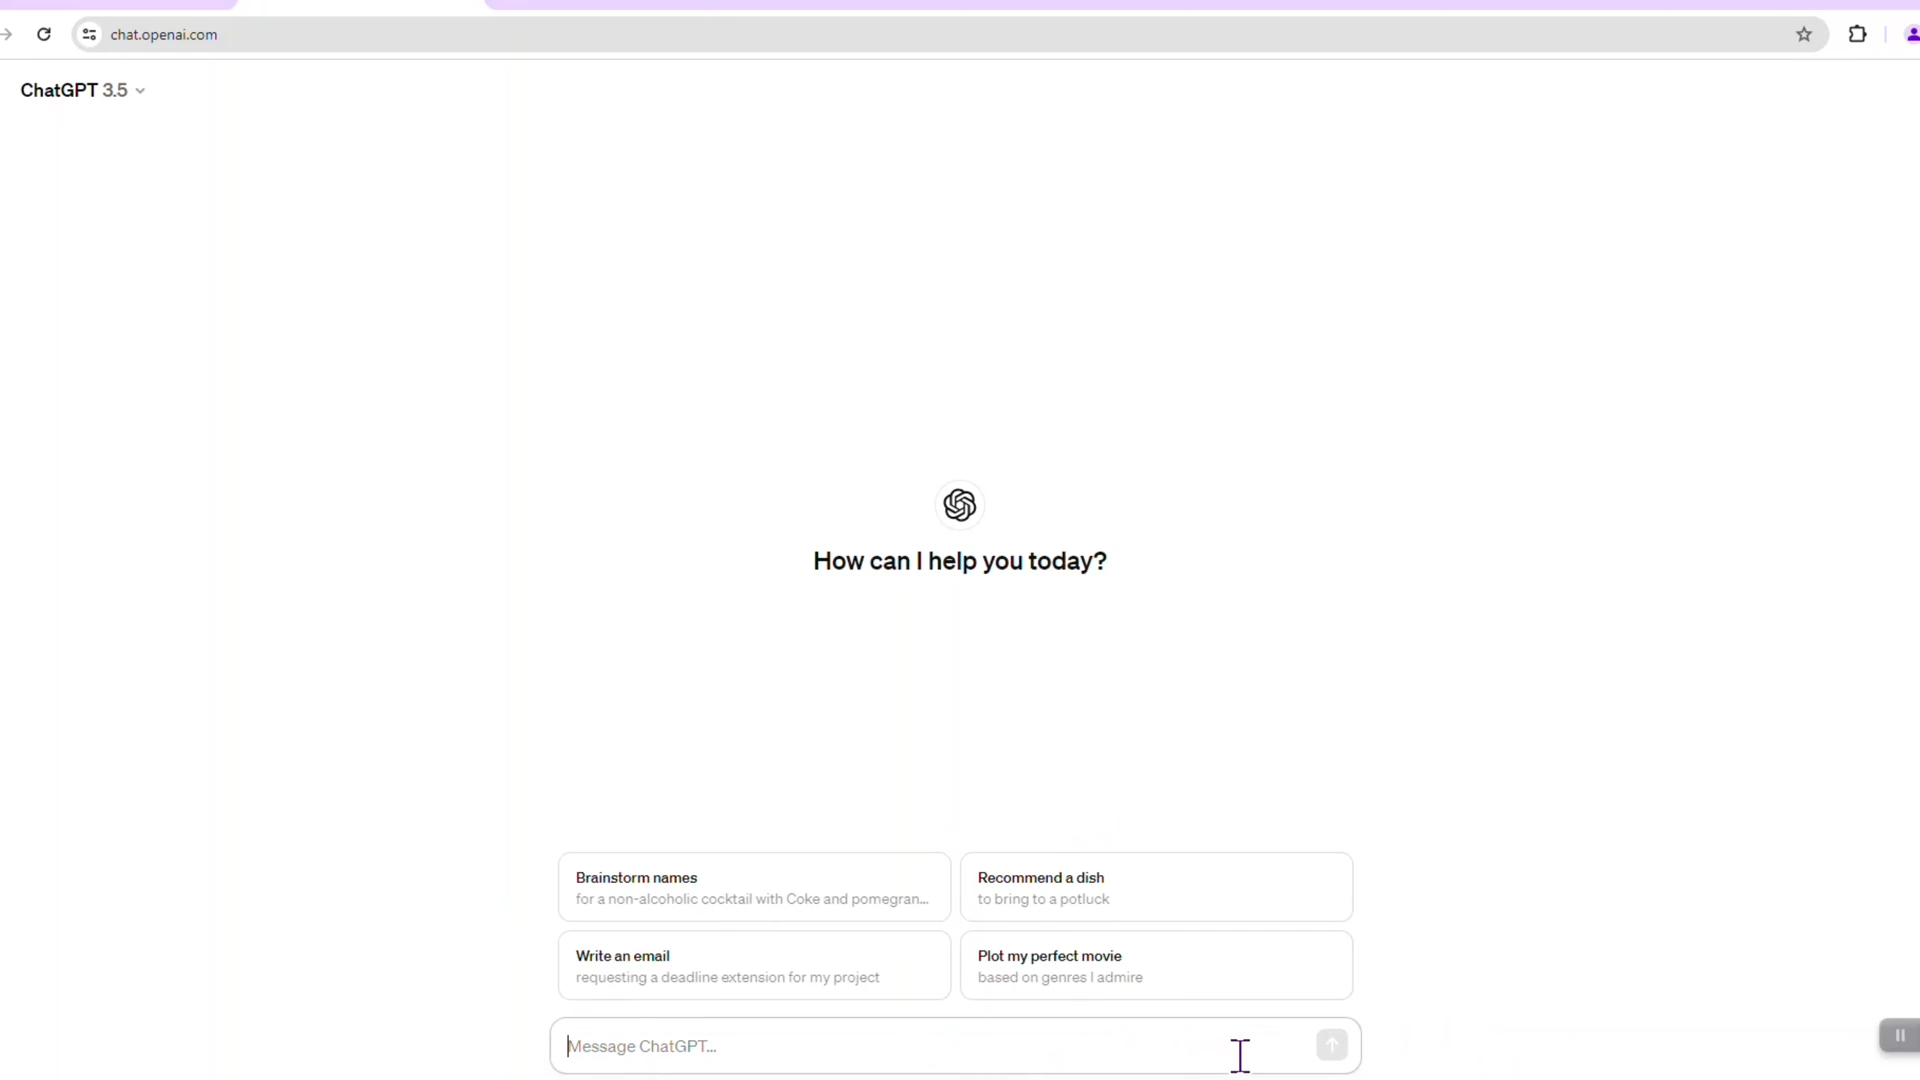 chat.openai.com
ChatGPT 3.5
How can I help you today?
Brainstorm names
for a non-alcoholic cocktail with Coke and pomegran...
Recommend a dish
to bring to a potluck
Write an email
requesting a deadline extension for my project
Plot my perfect movie
based on genres I admire
Message ChatGPT...